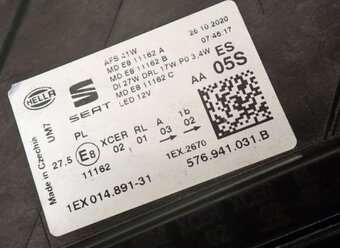 HELLA
Made in Czechia
UM7
SEAT
AFS 41W
MD E8 11162 A
MD E8 11162 B
DI 27W DRL 17W P0 3.4W
MD E8 11162 C
LED 12V
26.10.2020
07:46:17
ES
AA 05S
PL
27,5 E8 XCER RL A 1b
02, 01 03 02
11162
1EX.2670
1EX 014.891-31
576.941.031.B